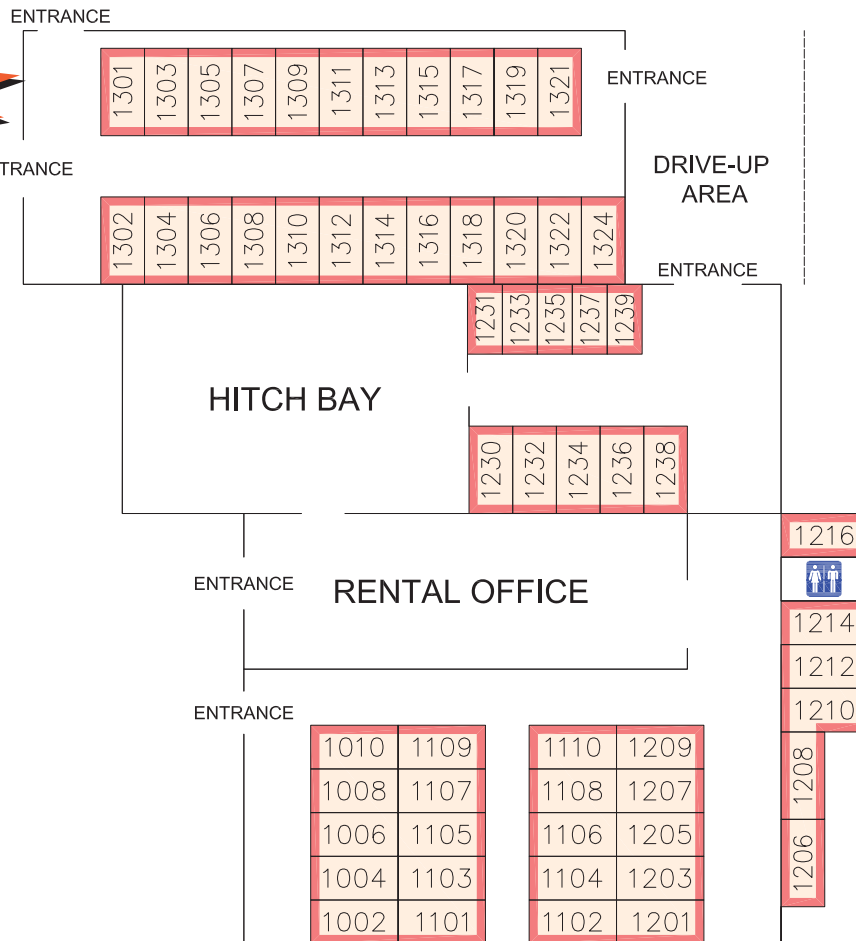 ENTRANCE
1301 1303 1305 1307 1309 1311 1313 1315 1317 1319 1321
ENTRANCE
TRANCE
DRIVE-UP
AREA
1302 1304 1306 1308 1310 1312 1314 1316 1318 1320 1322 1324
ENTRANCE
1231 1233 1235 1237 1239
HITCH BAY
1230 1232 1234 1236 1238
1216
ENTRANCE
RENTAL OFFICE
1214
1212
1210
ENTRANCE
1010 1109 1110 1209
1208
1008 1107 1108 1207
1006 1105 1106 1205
1206
1004 1103 1104 1203
1002 1101 1102 1201